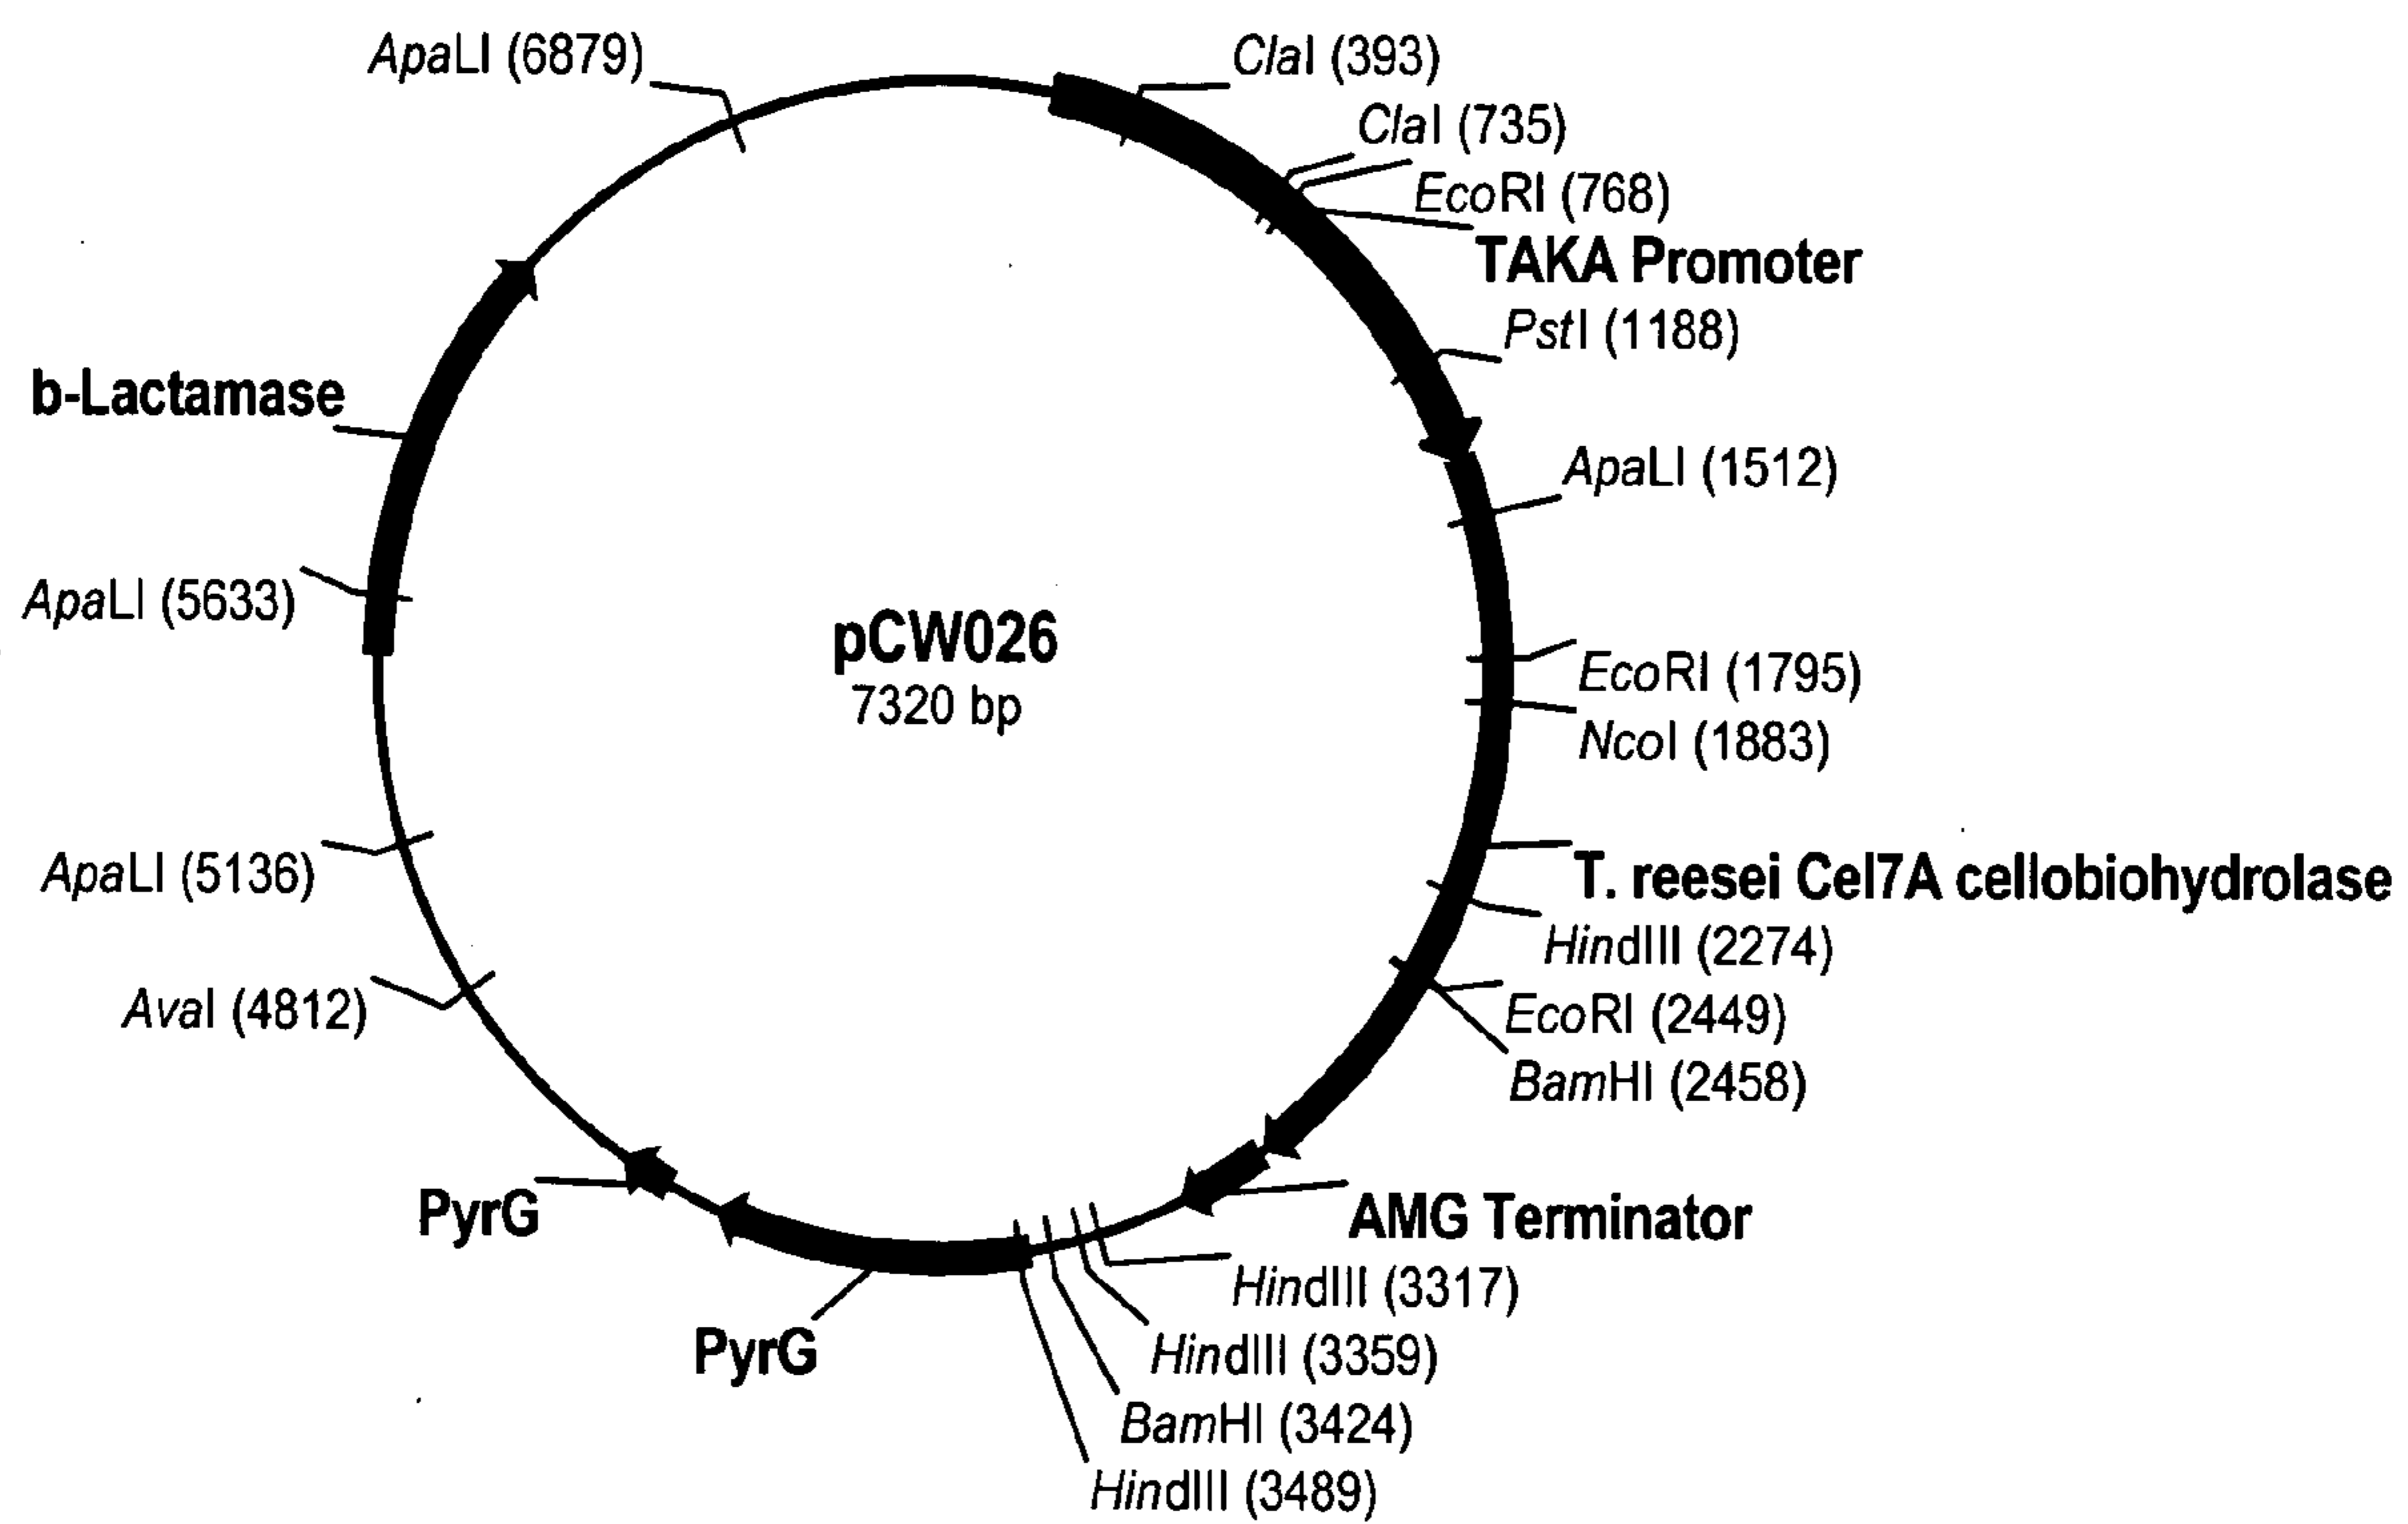 ApaLI (6879)
ClaI (393)
ClaI (735)
EcoRI (768)
TAKA Promoter
PstI (1188)
b-Lactamase
ApaLI (1512)
ApaLI (5633)
pCW026
7320 bp
EcoRI (1795)
NcoI (1883)
ApaLI (5136)
T. reesei Cel7A cellobiohydrolase
HindIII (2274)
AvaI (4812)
EcoRI (2449)
BamHI (2458)
PyrG
AMG Terminator
HindIII (3317)
PyrG
HindIII (3359)
BamHI (3424)
HindIII (3489)